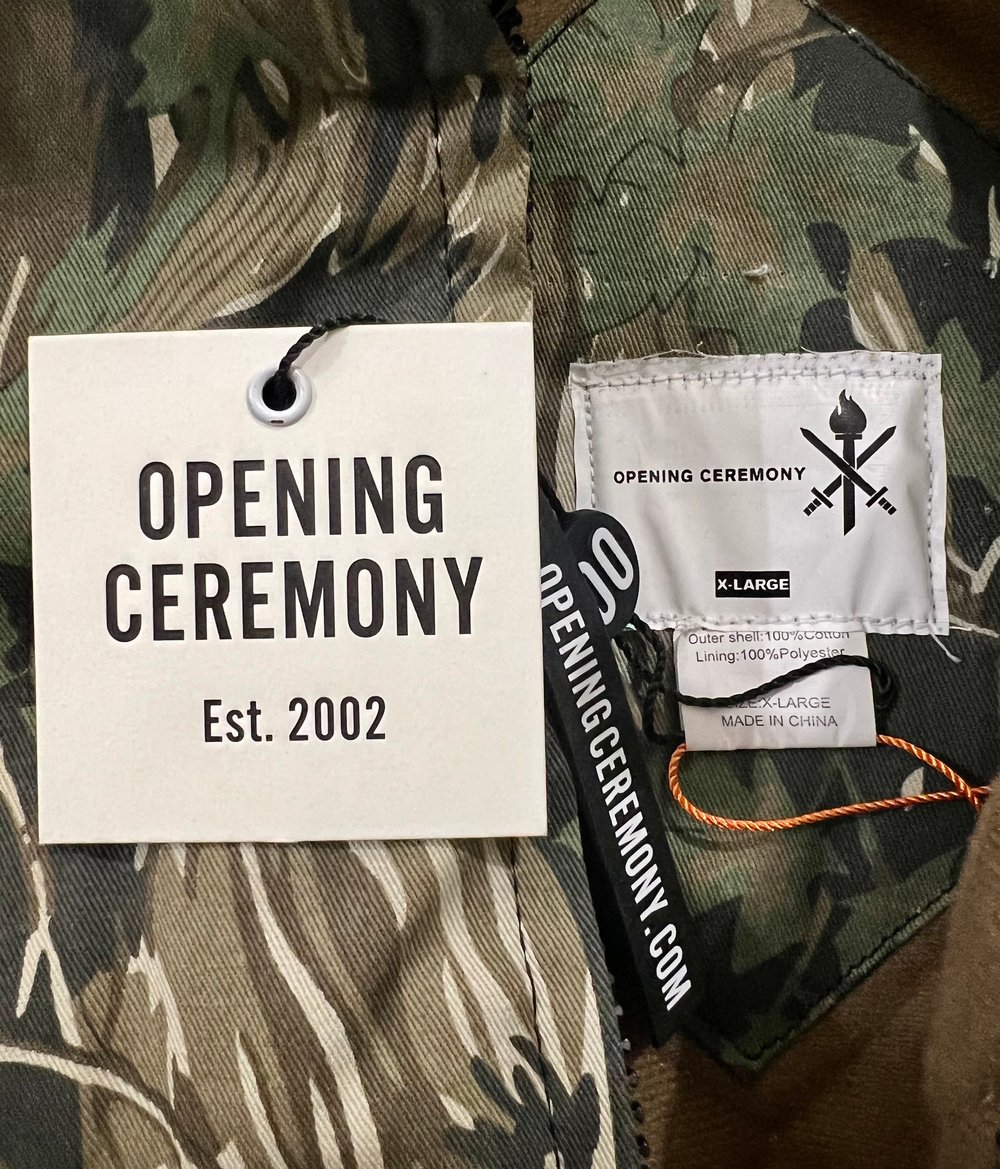 OPENING
CEREMONY
Est. 2002
OPENING CEREMONY
X-LARGE
Outer shell:100%Cotton
Lining:100%Polyester
SIZE:X-LARGE
MADE IN CHINA
OPENINGCEREMONY.COM